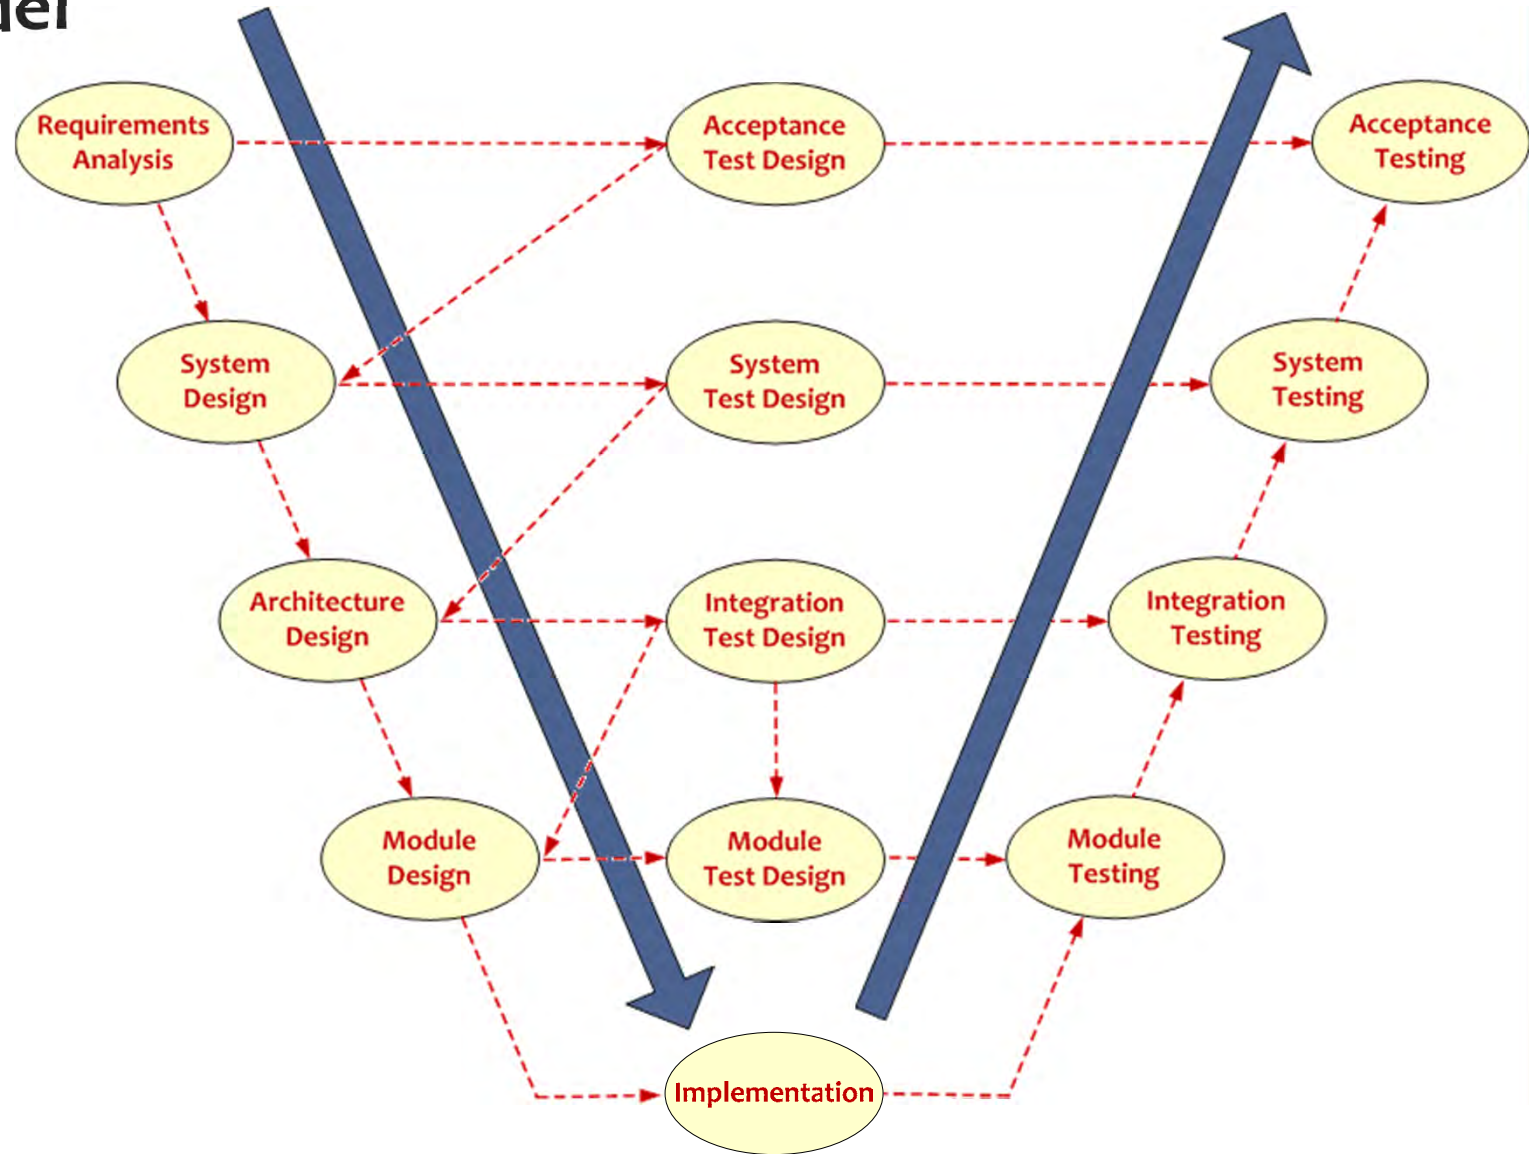 Requirements
Analysis
Acceptance
Test Design
Acceptance
Testing
System
Design
System
Test Design
System
Testing
Architecture
Design
Integration
Test Design
Integration
Testing
Module
Design
Module
Test Design
Module
Testing
Implementation